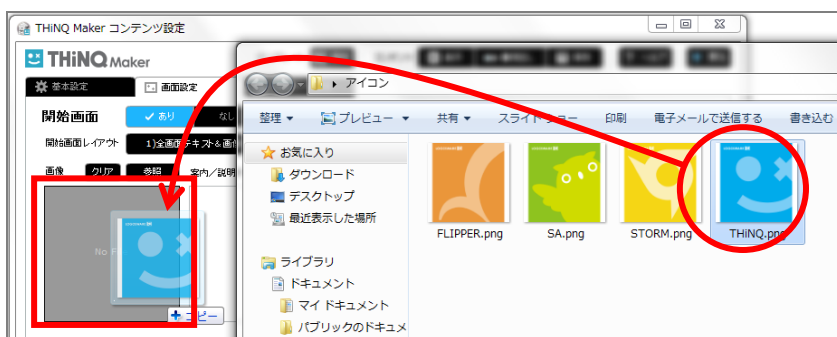 THiNQ Maker コンテンツ設定
THiNQ Maker
基本設定
画面設定
開始画面
あり
なし
開始画面レイアウト
1)全画面テキスト&画
画像
クリア
参照
案内/説明
No F
コピー
アイコン
整理
プレビュー
共有
スライドショー
印刷
電子メールで送信する
書き込む
お気に入り
ダウンロード
デスクトップ
最近表示した場所
ライブラリ
ドキュメント
マイ ドキュメント
パブリックのドキュメ
FLIPPER.png
SA.png
STORM.png
THiNQ.png